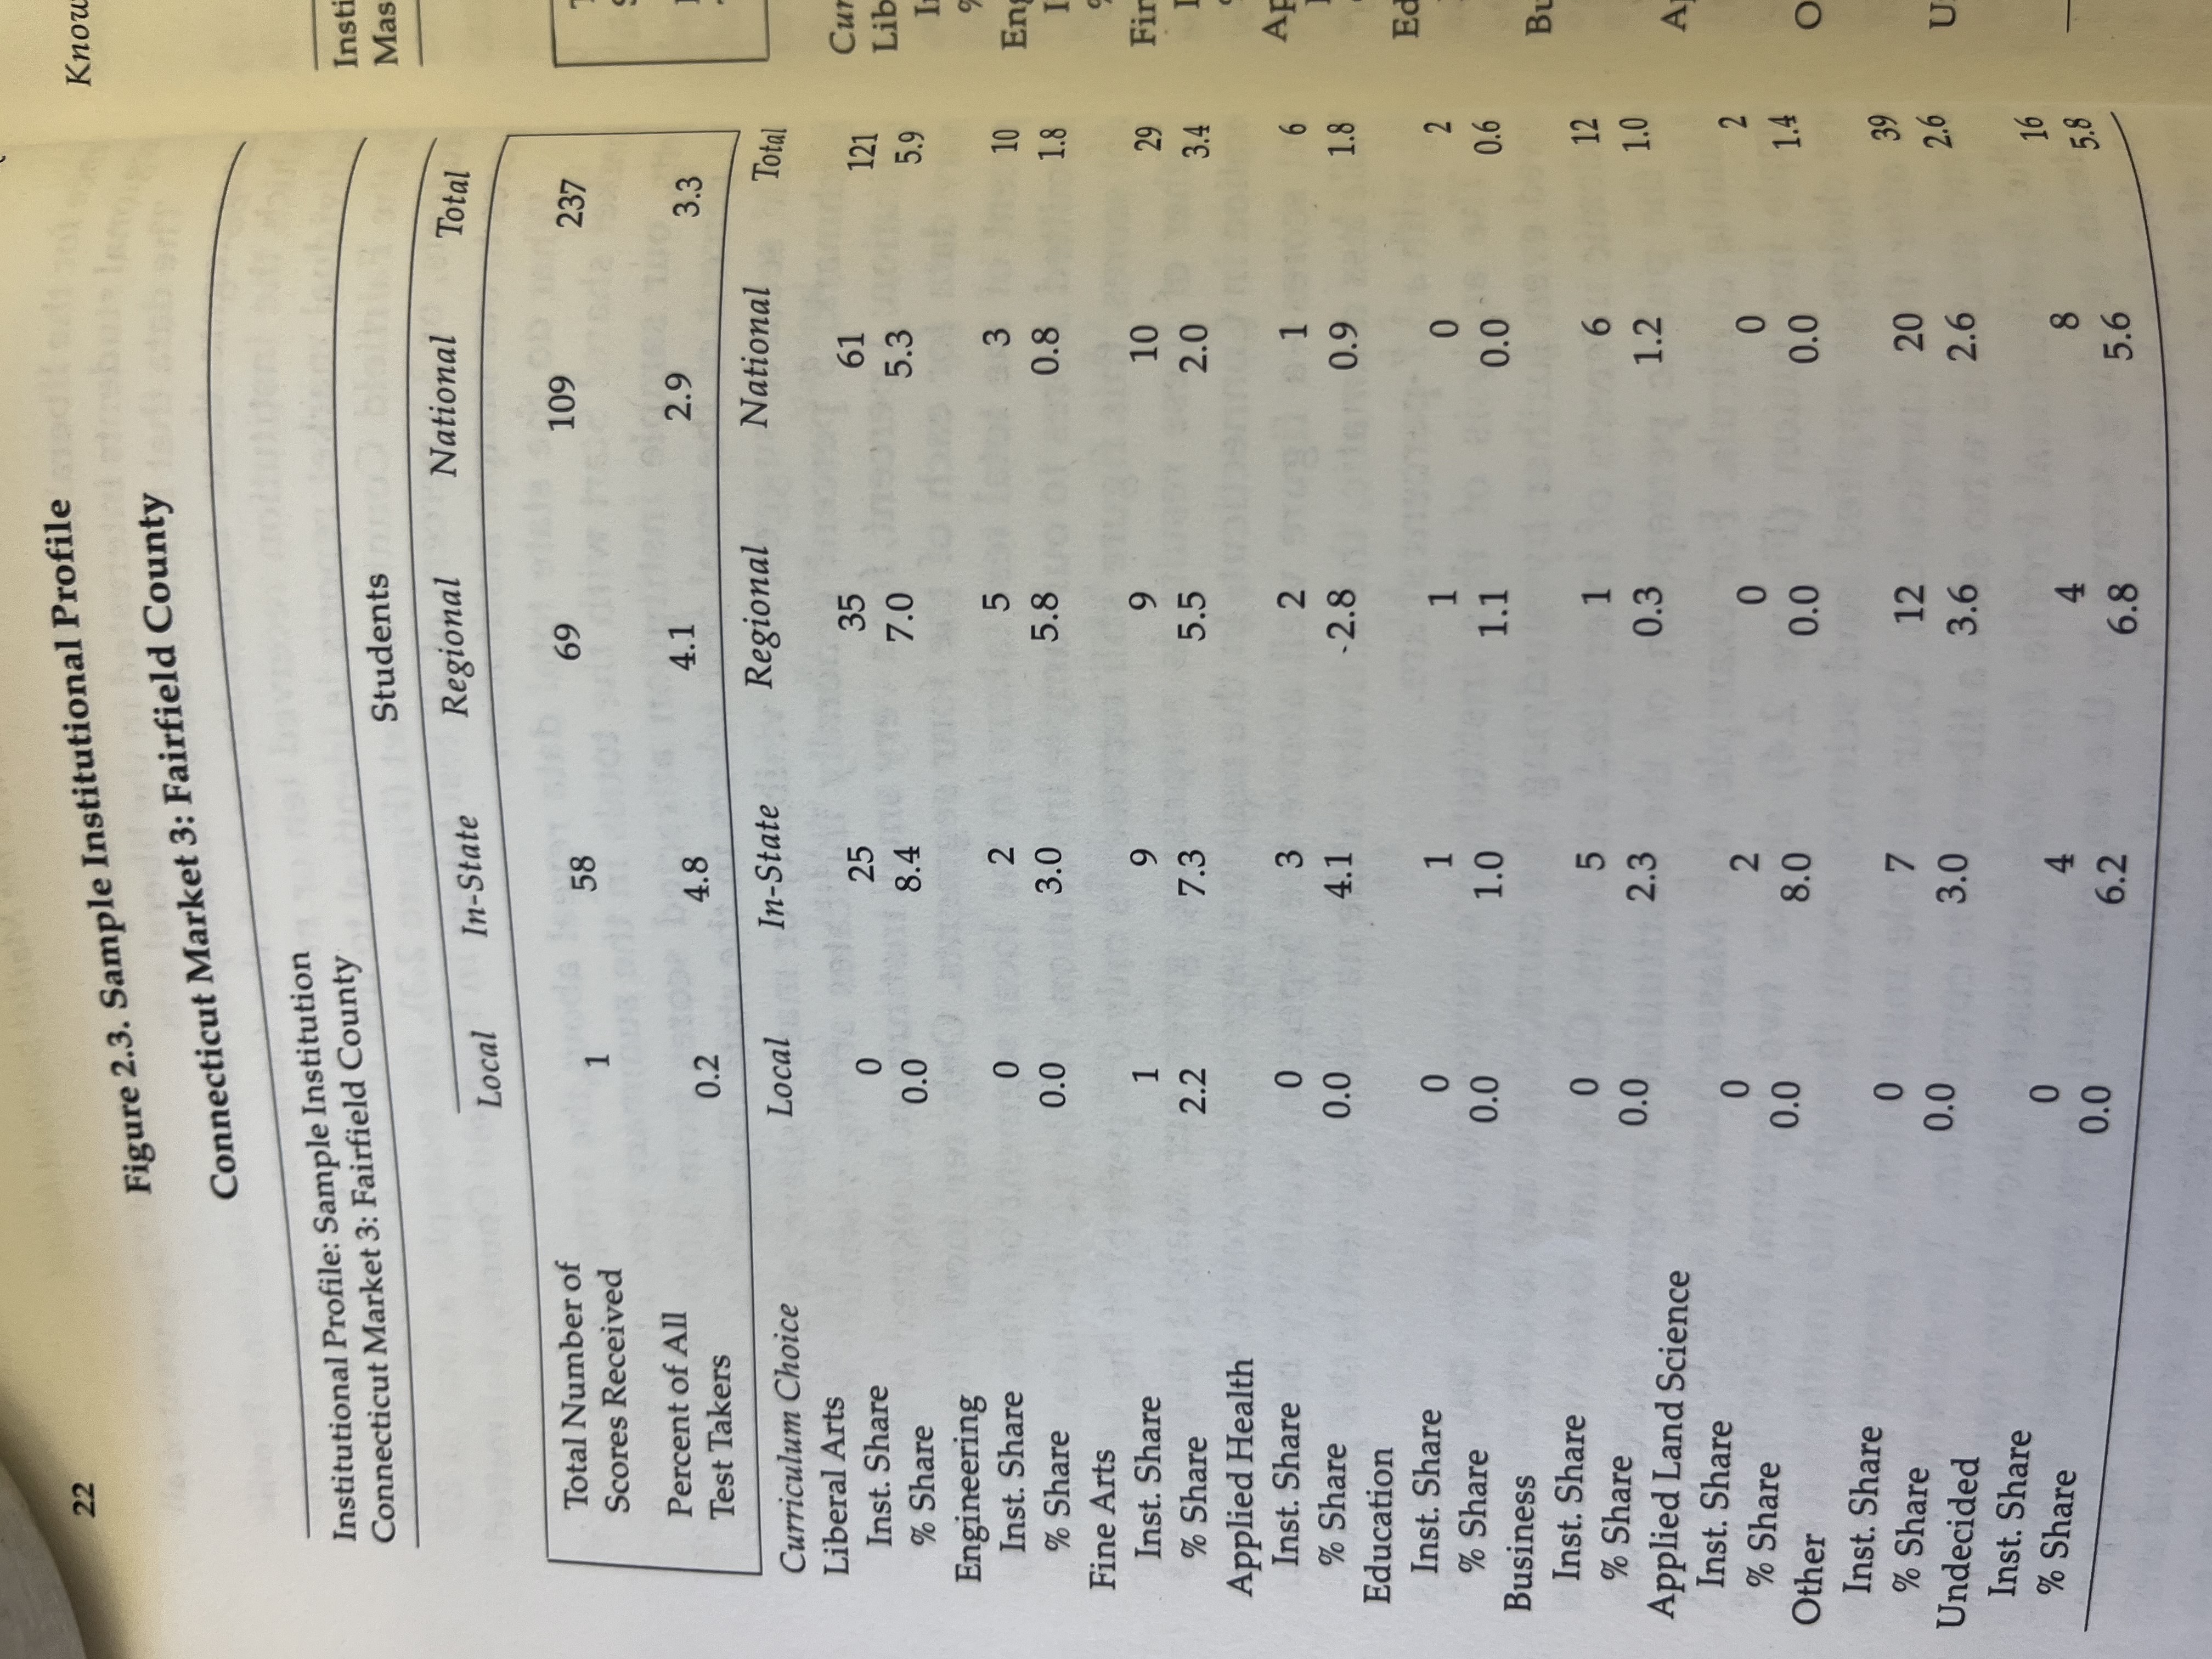 22
Figure 2.3. Sample Institutional Profile
Connecticut Market 3: Fairfield County
Institutional Profile: Sample Institution
Connecticut Market 3: Fairfield County
Students
Local In-State Regional National Total
Total Number of
Scores Received 1 58 69 109 237
Percent of All
Test Takers 0.2 4.8 4.1 2.9 3.3
Curriculum Choice Local In-State Regional National Total
Liberal Arts
Inst. Share 0 25 35 61 121
% Share 0.0 8.4 7.0 5.3 5.9
Engineering
Inst. Share 0 2 5 3 10
% Share 0.0 3.0 5.8 0.8 1.8
Fine Arts
Inst. Share 1 9 9 10 29
% Share 2.2 7.3 5.5 2.0 3.4
Applied Health
Inst. Share 0 3 2 1 6
% Share 0.0 4.1 2.8 0.9 1.8
Education
Inst. Share 0 1 1 0 2
% Share 0.0 1.0 1.1 0.0 0.6
Business
Inst. Share 0 5 1 6 12
% Share 0.0 2.3 0.3 1.2 1.0
Applied Land Science
Inst. Share 0 2 0 0 2
% Share 0.0 8.0 0.0 0.0 1.4
Other
Inst. Share 0 7 12 20 39
% Share 0.0 3.0 3.6 2.6 2.6
Undecided
Inst. Share 0 4 4 8 16
% Share 0.0 6.2 6.8 5.6 5.8
Know
Insti
Mas
Cur
Lib
Eng
Fin
Ap
Ed
Bu